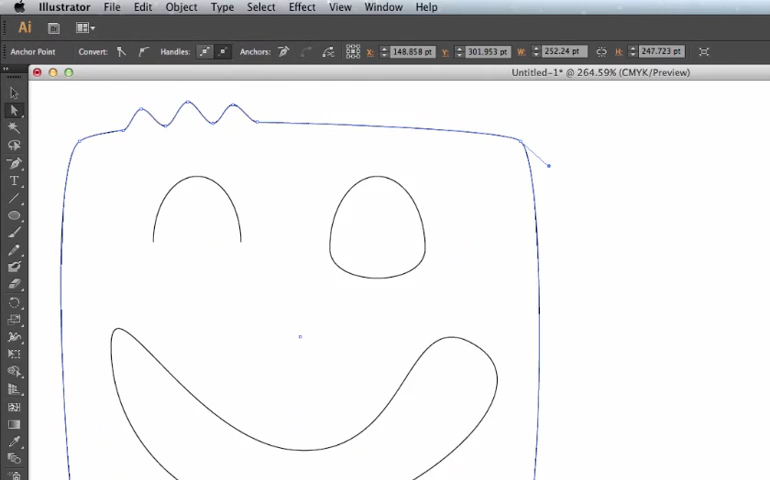 Illustrator File Edit Object Type Select Effect View Window Help
Ai
Anchor Point Convert: Handles: Anchors: X: 148.858 pt Y: 301.953 pt W: 252.24 pt H: 247.723 pt
Untitled-1* @ 264.59% (CMYK/Preview)
T